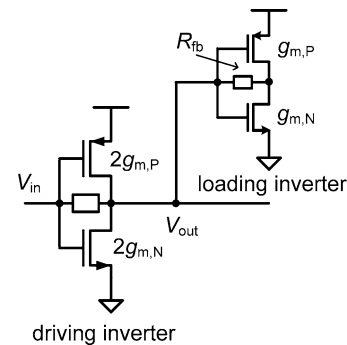 R_fb
g_m,P
g_m,N
loading inverter
2g_m,P
V_in
V_out
2g_m,N
driving inverter